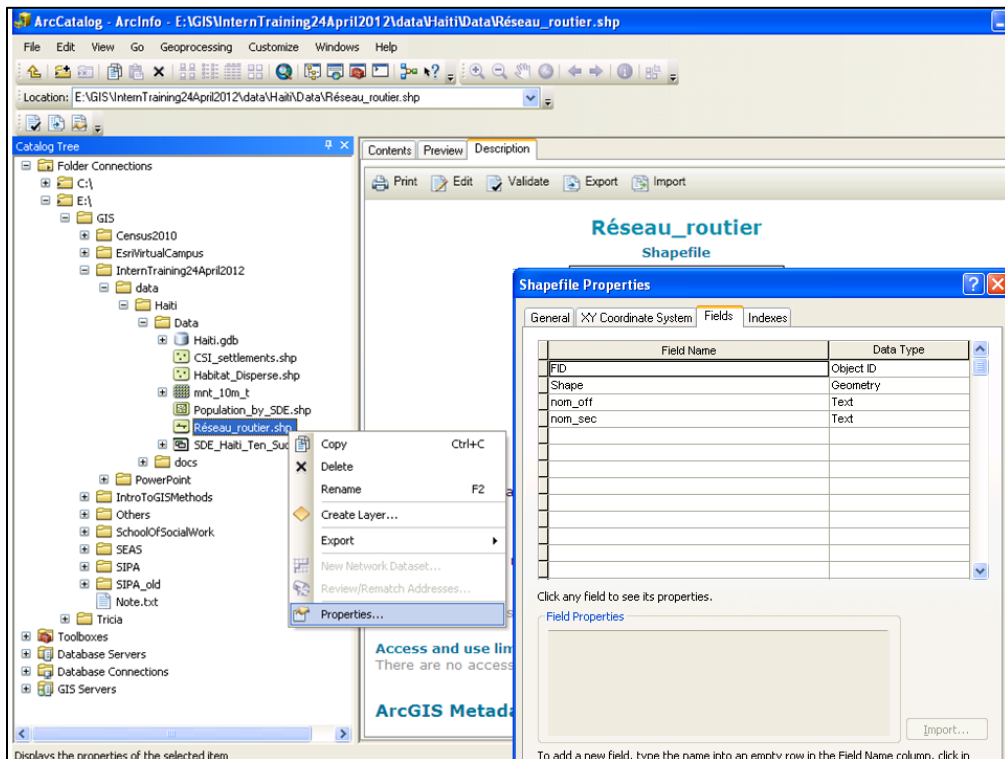 ArcCatalog - ArcInfo - E:\GIS\InternTraining24April2012\data\Haiti\Data\Réseau_routier.shp
File Edit View Go Geoprocessing Customize Windows Help
Location: E:\GIS\InternTraining24April2012\data\Haiti\Data\Réseau_routier.shp
Catalog Tree
Folder Connections
C:\
E:\
GIS
Census2010
EsriVirtualCampus
InternTraining24April2012
data
Haiti
Data
Haiti.gdb
CSI_settlements.shp
Habitat_Disperse.shp
mnt_10m_t
Population_by_SDE.shp
Réseau_routier.shp
SDE_Haiti_Ten_Sud
docs
PowerPoint
IntroToGISMethods
Others
SchoolOfSocialWork
SEAS
SIPA
SIPA_old
Note.txt
Tricia
Toolboxes
Database Servers
Database Connections
GIS Servers
Displays the properties of the selected item
Copy Ctrl+C
Delete
Rename F2
Create Layer...
Export
New Network Dataset...
Review/Rematch Addresses...
Properties...
Contents Preview Description
Print Edit Validate Export Import
Réseau_routier
Shapefile
Access and use lim
There are no access
ArcGIS Metada
Shapefile Properties
General XY Coordinate System Fields Indexes
Field Name Data Type
FID Object ID
Shape Geometry
nom_off Text
nom_sec Text
Click any field to see its properties.
Field Properties
Import...
To add a new field, type the name into an empty row in the Field Name column, click in